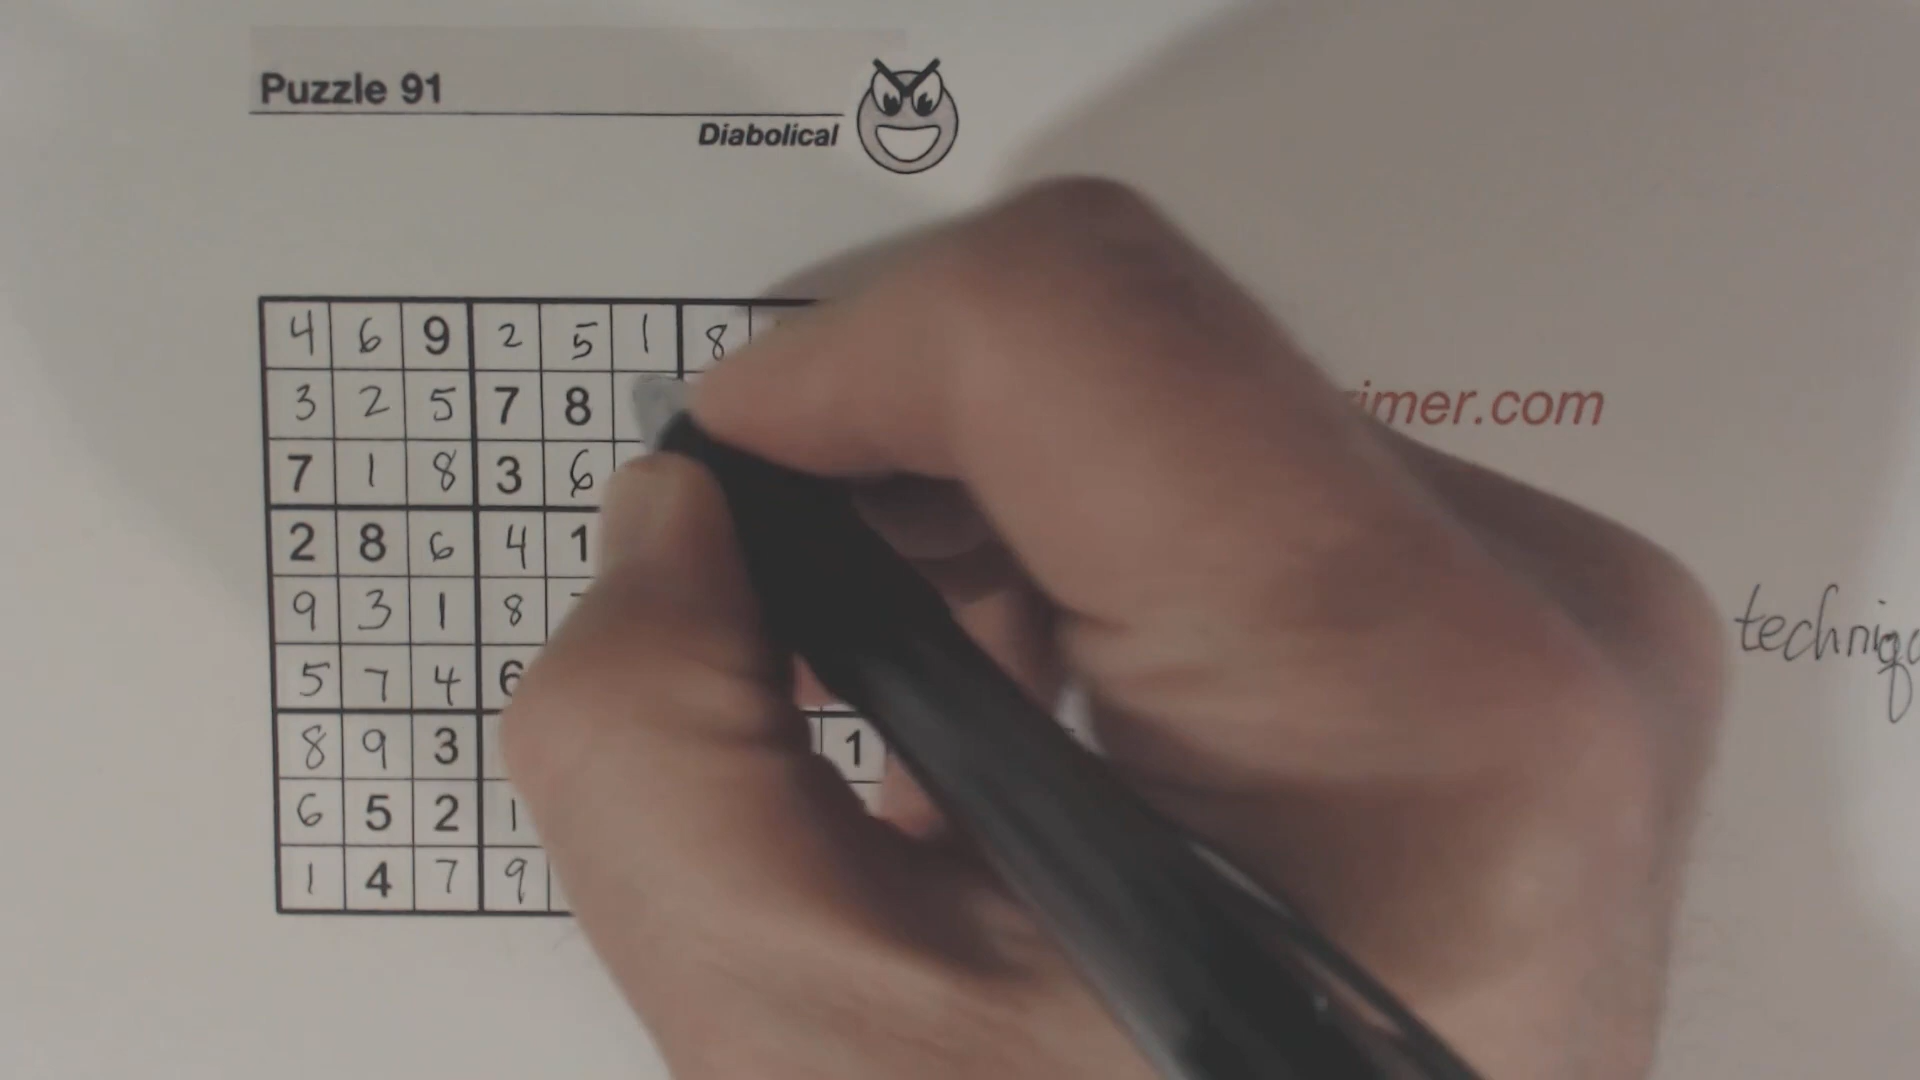 Puzzle 91
Diabolical
4 6 9 2 5 1 8
3 2 5 7 8
7 1 8 3 6
2 8 6 4 1
9 3 1 8
5 7 4 6
8 9 3 1
6 5 2 1
1 4 7 9
imer.com
techniq